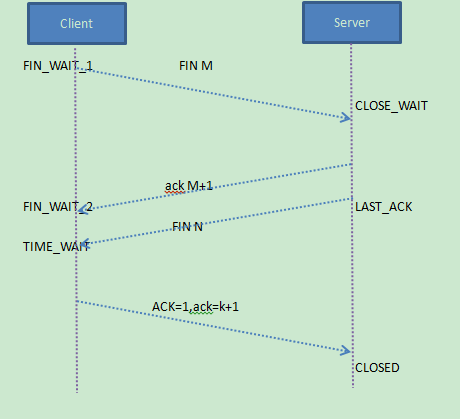 Client
Server
FIN_WAIT_1
FIN M
CLOSE_WAIT
ack M+1
FIN_WAIT_2
LAST_ACK
FIN N
TIME_WAIT
ACK=1,ack=k+1
CLOSED